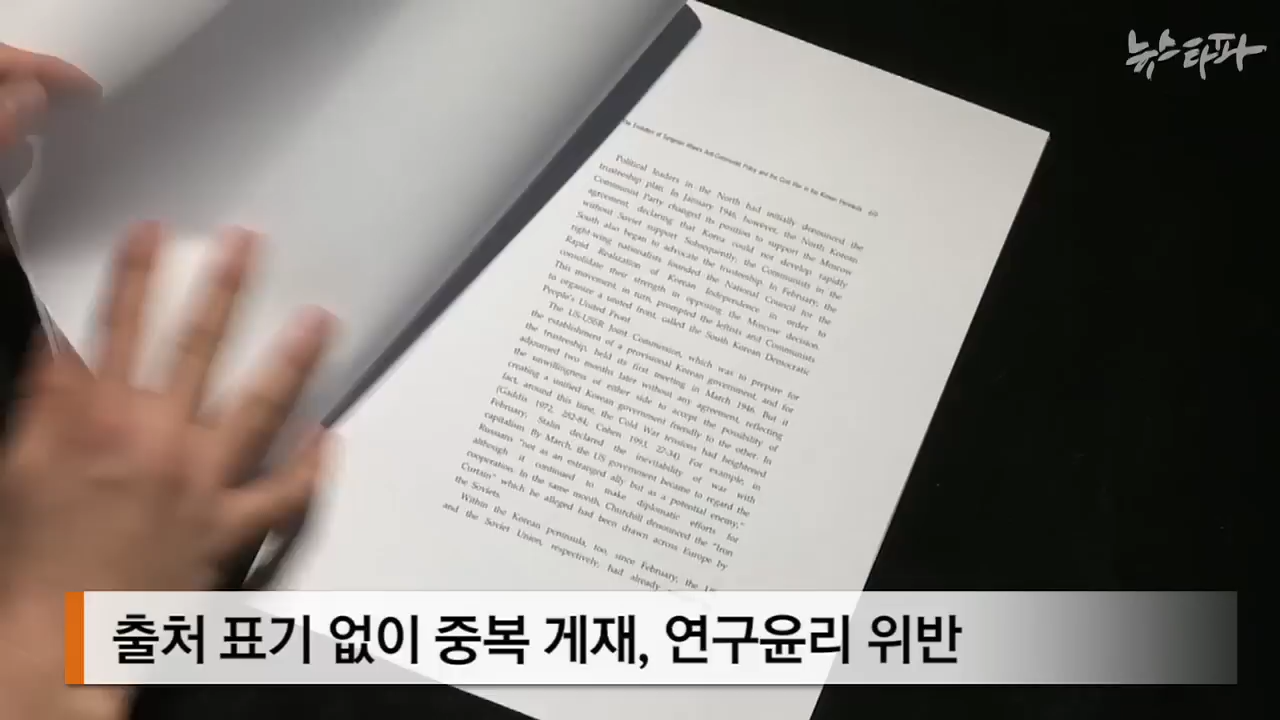 뉴스타파
The Evolution of Syngman Rhee's Anti-Communist Policy and the Cold War in the Korean Peninsula 69
Political leaders in the North had initially denounced the
trusteeship plan. In January 1946, however, the North Korean
Communist Party changed its position to support the Moscow
agreement, declaring that Korea could not develop rapidly
without Soviet support. Subsequently, the Communists in the
South also began to advocate the trusteeship. In February, the
right-wing nationalists founded the National Council for the
Rapid Realization of Korean Independence in order to
consolidate their strength in opposing the Moscow decision.
This movement, in turn, prompted the leftists and Communists
to organize a united front, called the South Korean Democratic
People's United Front.
The US-USSR Joint Commission, which was to prepare for
the establishment of a provisional Korean government, and for
the trusteeship, held its first meeting in March 1946. But it
adjourned two months later without any agreement, reflecting
the unwillingness of either side to accept the possibility of
creating a unified Korean government friendly to the other. In
fact, around this time, the Cold War tensions had heightened
(Gaddis 1972, 282-84; Cohen 1993, 27-34). For example, in
February, Stalin declared the inevitability of war with
capitalism. By March, the US government became to regard the
Russians "not as an estranged ally but as a potential enemy,"
although it continued to make diplomatic efforts for
cooperation. In the same month, Churchill denounced the "Iron
Curtain" which he alleged had been drawn across Europe by
the Soviets.
Within the Korean peninsula, too, since February, the US
and the Soviet Union, respectively, had already
출처 표기 없이 중복 게재, 연구윤리 위반